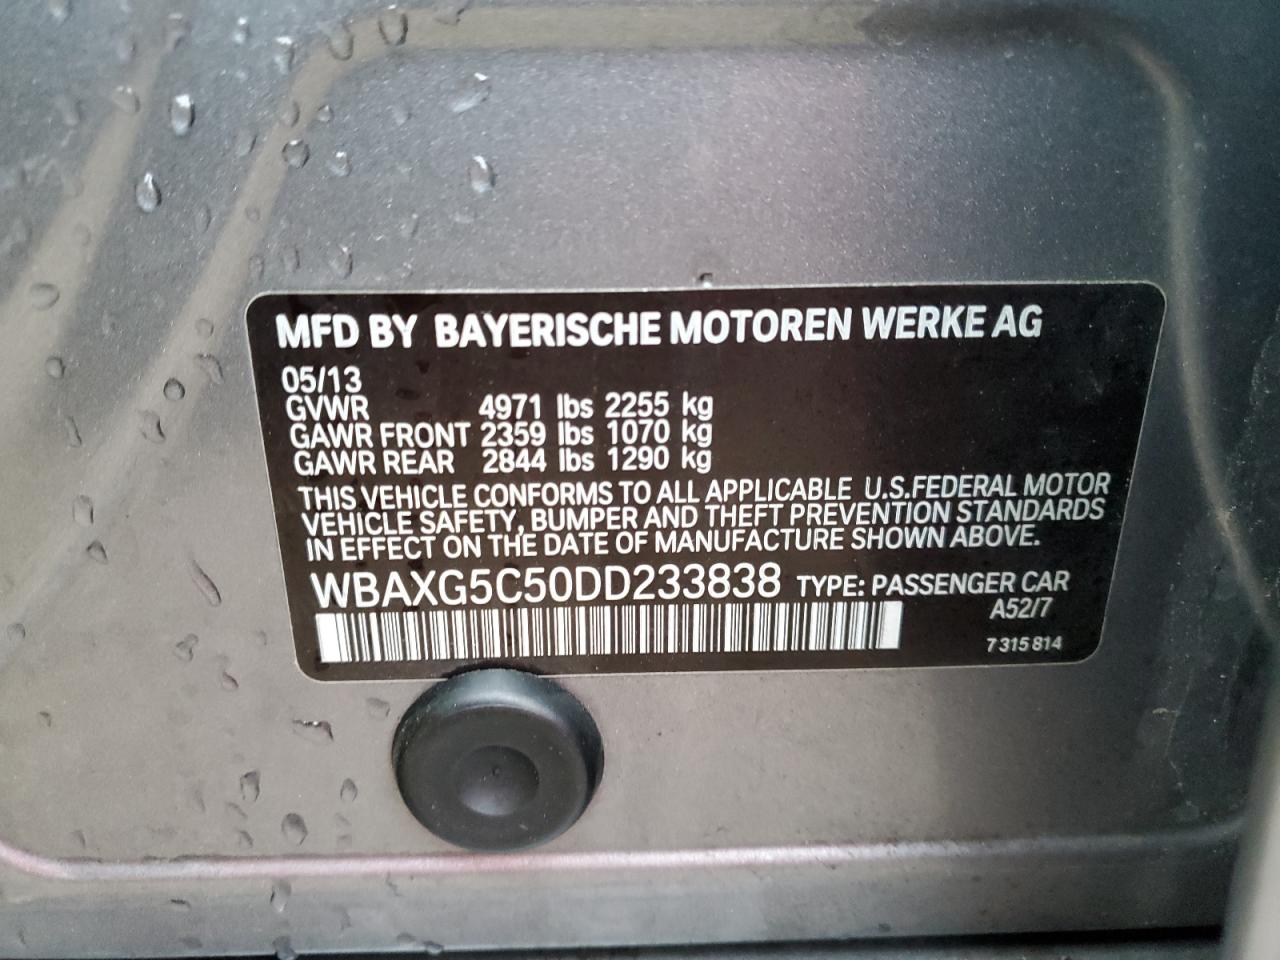 MFD BY BAYERISCHE MOTOREN WERKE AG
05/13
GVWR 4971 lbs 2255 kg
GAWR FRONT 2359 lbs 1070 kg
GAWR REAR 2844 lbs 1290 kg
THIS VEHICLE CONFORMS TO ALL APPLICABLE U.S.FEDERAL MOTOR
VEHICLE SAFETY, BUMPER AND THEFT PREVENTION STANDARDS
IN EFFECT ON THE DATE OF MANUFACTURE SHOWN ABOVE.
WBAXG5C50DD233838 TYPE: PASSENGER CAR
A52/7
7 315 814